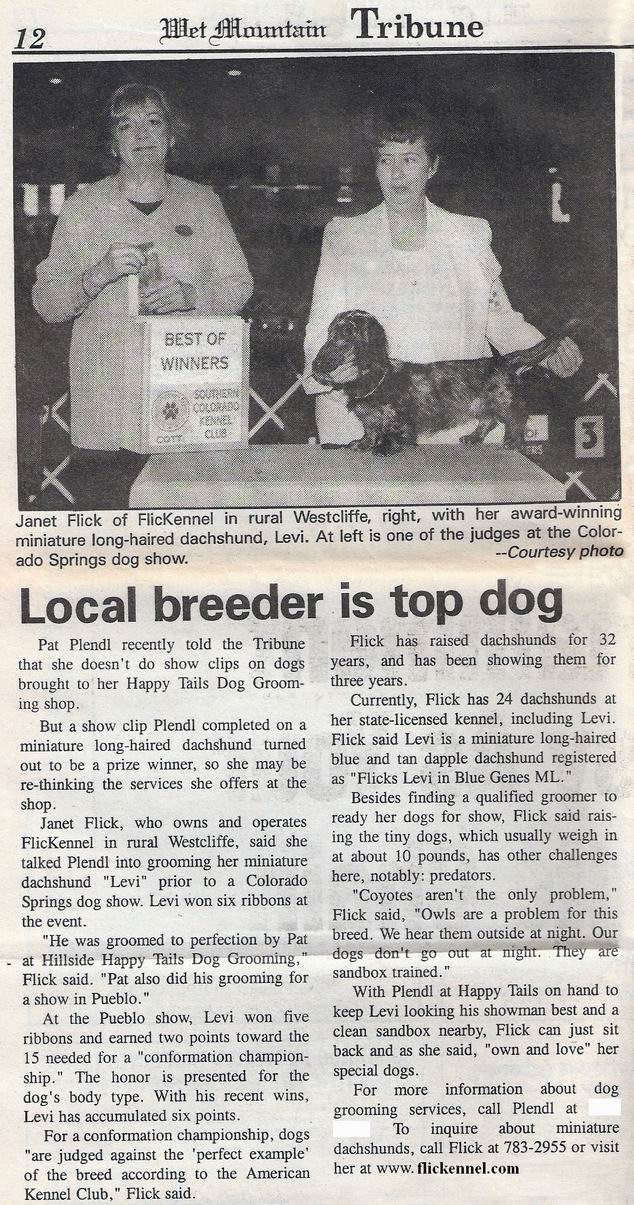 12
Wet Mountain Tribune
BEST OF
WINNERS
SOUTHERN
COLORADO
KENNEL
CLUB
COTT.
OF
3
Janet Flick of FlicKennel in rural Westcliffe, right, with her award-winning
miniature long-haired dachshund, Levi. At left is one of the judges at the Color-
ado Springs dog show.
--Courtesy photo
Local breeder is top dog
Pat Plendl recently told the Tribune
that she doesn't do show clips on dogs
brought to her Happy Tails Dog Groom-
ing shop.
But a show clip Plendl completed on a
miniature long-haired dachshund turned
out to be a prize winner, so she may be
re-thinking the services she offers at the
shop.
Janet Flick, who owns and operates
FlicKennel in rural Westcliffe, said she
talked Plendl into grooming her miniature
dachshund "Levi" prior to a Colorado
Springs dog show. Levi won six ribbons at
the event.
"He was groomed to perfection by Pat
at Hillside Happy Tails Dog Grooming,"
Flick said. "Pat also did his grooming for
a show in Pueblo."
At the Pueblo show, Levi won five
ribbons and earned two points toward the
15 needed for a "conformation champion-
ship." The honor is presented for the
dog's body type. With his recent wins,
Levi has accumulated six points.
For a conformation championship, dogs
"are judged against the 'perfect example'
of the breed according to the American
Kennel Club," Flick said.
Flick has raised dachshunds for 32
years, and has been showing them for
three years.
Currently, Flick has 24 dachshunds at
her state-licensed kennel, including Levi.
Flick said Levi is a miniature long-haired
blue and tan dapple dachshund registered
as "Flicks Levi in Blue Genes ML."
Besides finding a qualified groomer to
ready her dogs for show, Flick said rais-
ing the tiny dogs, which usually weigh in
at about 10 pounds, has other challenges
here, notably: predators.
"Coyotes aren't the only problem,"
Flick said, "Owls are a problem for this
breed. We hear them outside at night. Our
dogs don't go out at night. They are
sandbox trained."
With Plendl at Happy Tails on hand to
keep Levi looking his showman best and a
clean sandbox nearby, Flick can just sit
back and as she said, "own and love" her
special dogs.
For more information about dog
grooming services, call Plendl at
To inquire about miniature
dachshunds, call Flick at 783-2955 or visit
her at www.flickennel.com